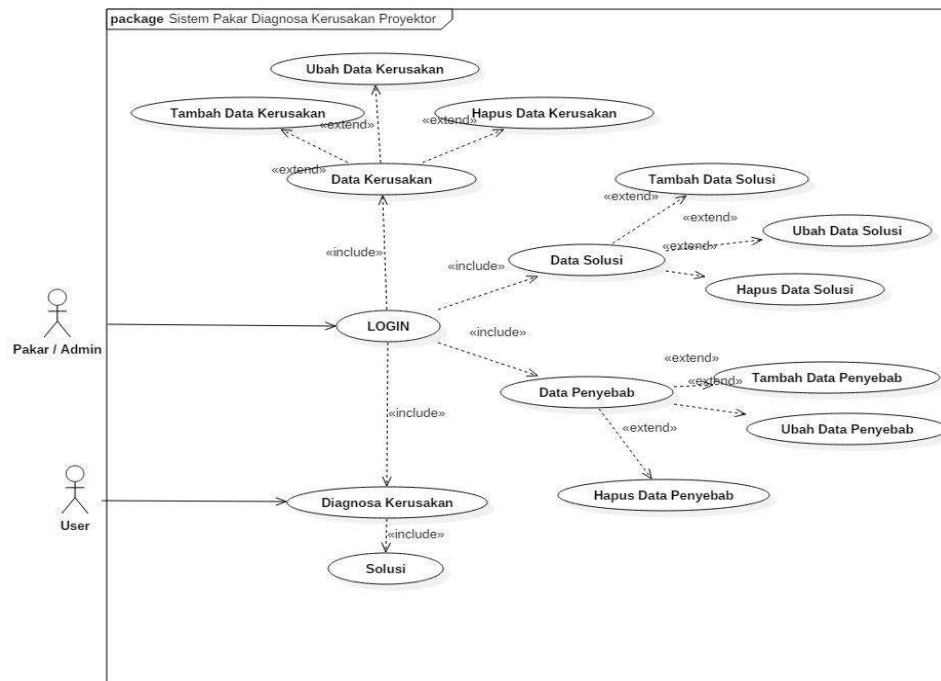 package Sistem Pakar Diagnosa Kerusakan Proyektor
Ubah Data Kerusakan
Tambah Data Kerusakan
Hapus Data Kerusakan
«extend»
«extend»
«extend»
Data Kerusakan
Tambah Data Solusi
«extend»
«extend»
Ubah Data Solusi
«include»
«extend»
Data Solusi
«include»
Hapus Data Solusi
LOGIN
«include»
Pakar / Admin
«extend»
Data Penyebab
«extend»
Tambah Data Penyebab
«include»
«extend»
Ubah Data Penyebab
Diagnosa Kerusakan
Hapus Data Penyebab
User
«include»
Solusi